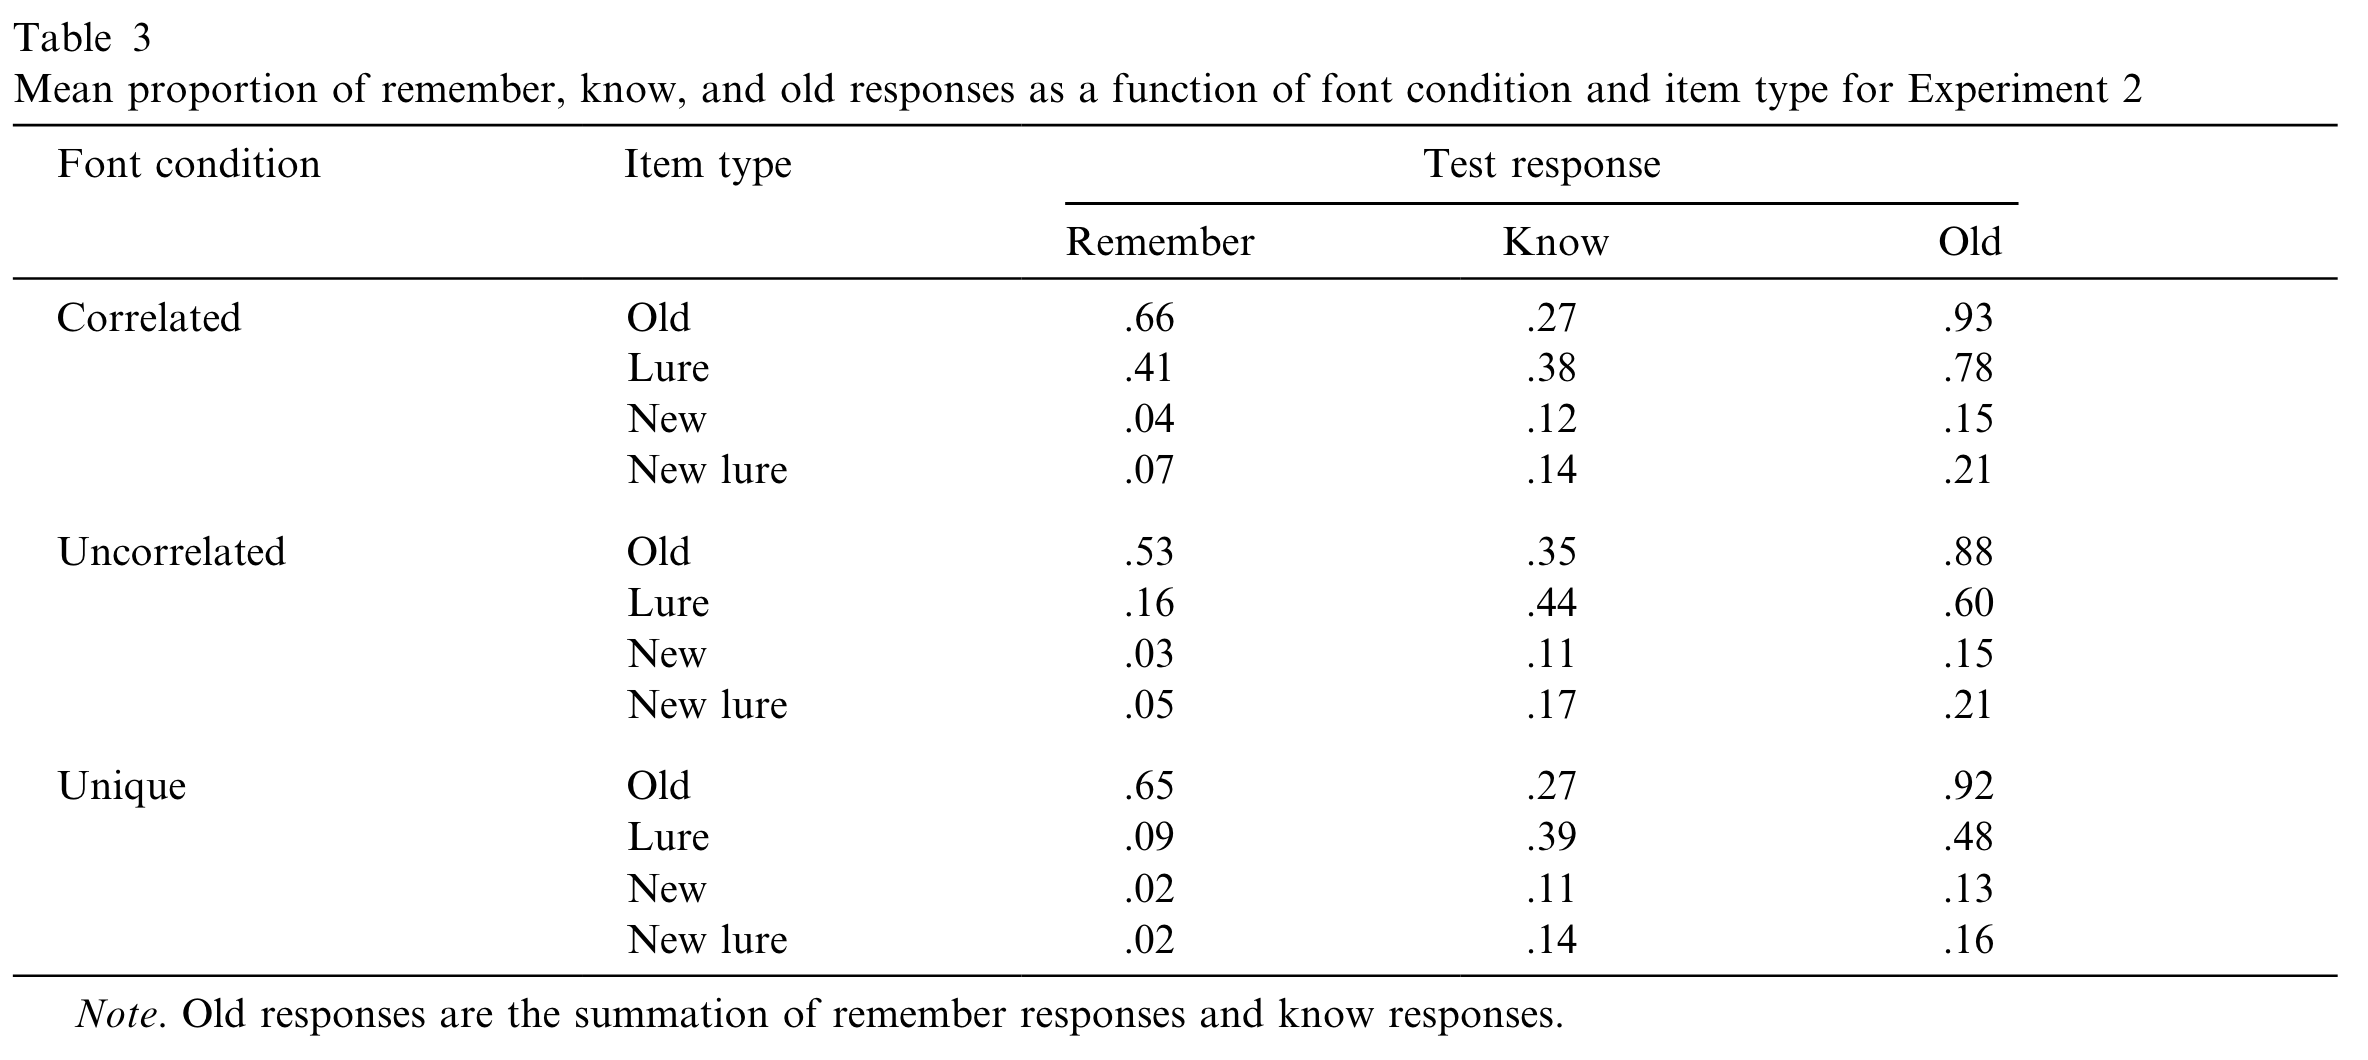 Table 3
Mean proportion of remember, know, and old responses as a function of font condition and item type for Experiment 2
Font condition Item type Test response
Remember Know Old
Correlated Old .66 .27 .93
Lure .41 .38 .78
New .04 .12 .15
New lure .07 .14 .21
Uncorrelated Old .53 .35 .88
Lure .16 .44 .60
New .03 .11 .15
New lure .05 .17 .21
Unique Old .65 .27 .92
Lure .09 .39 .48
New .02 .11 .13
New lure .02 .14 .16
Note. Old responses are the summation of remember responses and know responses.